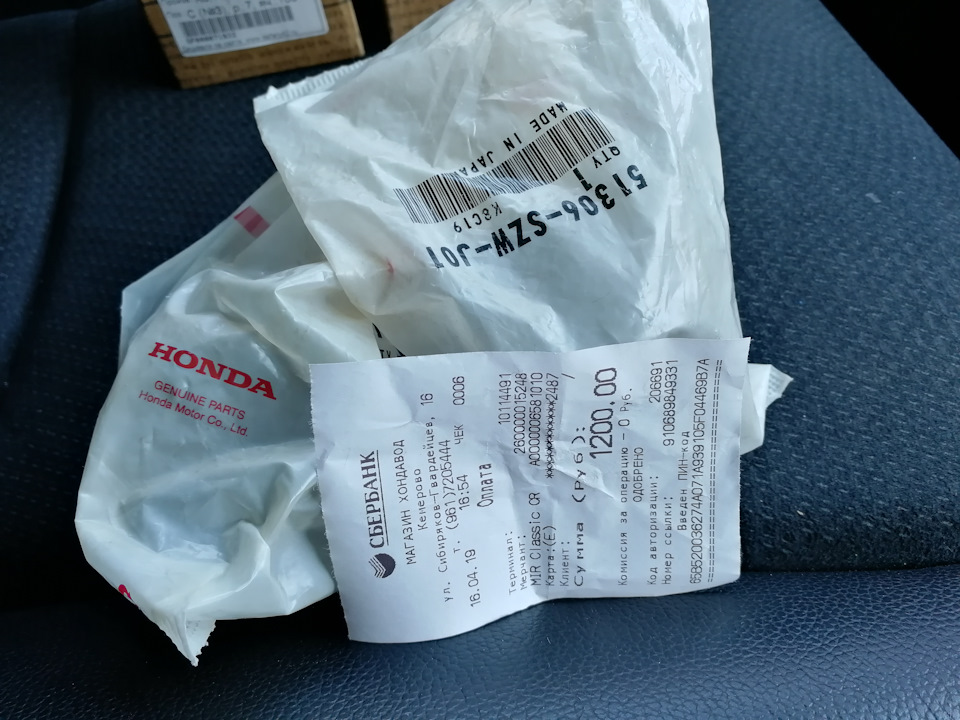 MADE IN JAPAN
QTY
1
K8C19
51306-SZW-J01
HONDA
GENUINE PARTS
Honda Motor Co., Ltd.
СБЕРБАНК
МАГАЗИН ХОНДАВОД
Кемерово
ул. Сибиряков-Гвардейцев, 16
т. (961)7205444
16.04.19 16:54 ЧЕК 0006
Оплата
Терминал: 10114491
Мерчант: 260000015248
MIR Classic CR A0000006581010
Карта:(E) ************2487
Клиент: /
Сумма (Руб):
1200,00
Комиссия за операцию - 0 Руб.
ОДОБРЕНО
Код авторизации: 206691
Номер ссылки: 910689849331
Введен ПИН-код
658520036274A071A939105F04469B7A